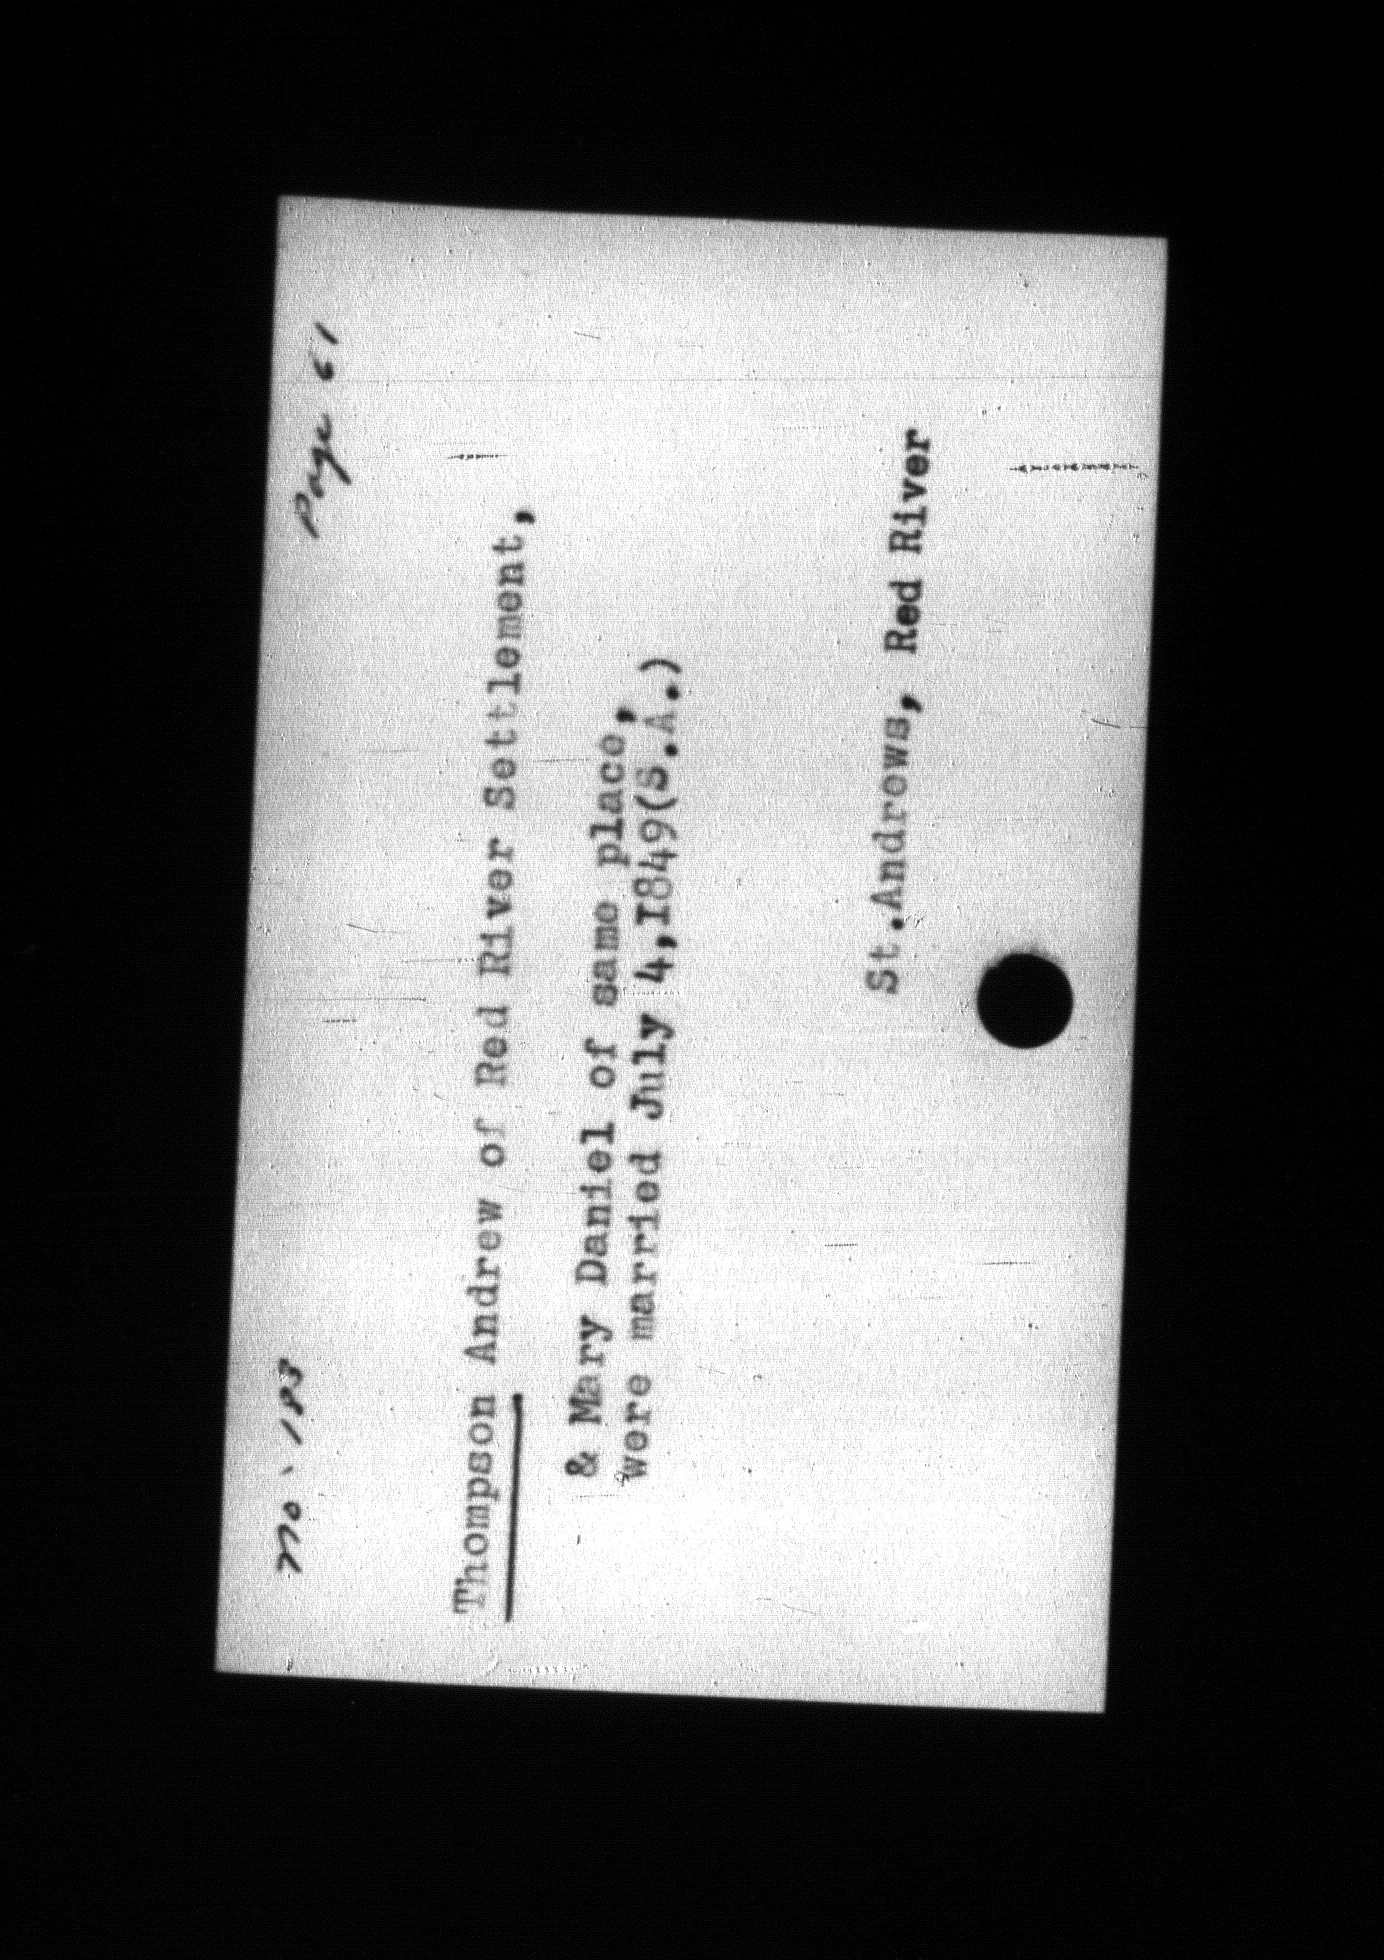 no. 183
Page 61
Thompson Andrew of Red River Settlement,
& Mary Daniel of same place,
were married July 4,1849(S.A.)
St.Andrews, Red River